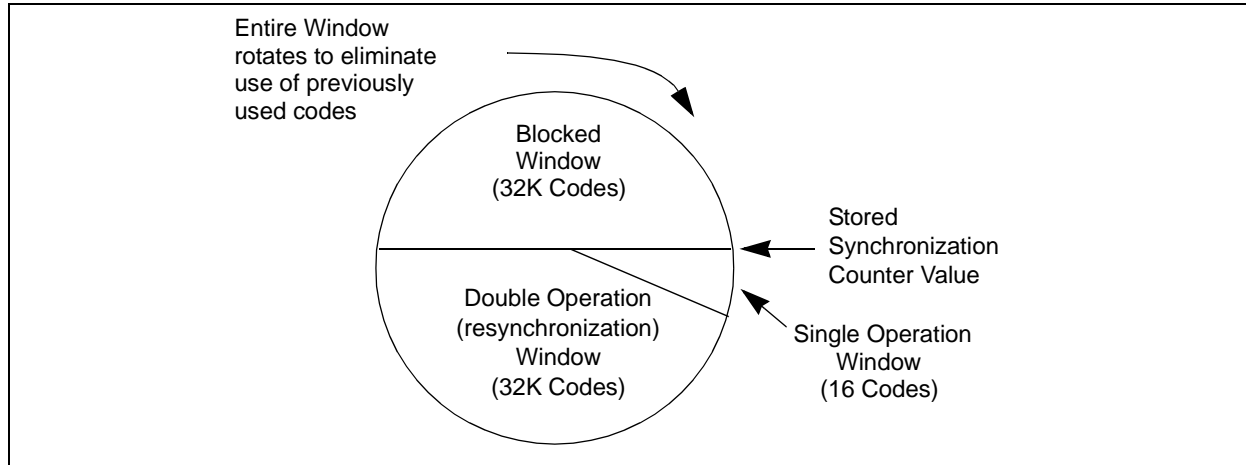 Entire Window
rotates to eliminate
use of previously
used codes
Blocked
Window
(32K Codes)
Stored
Synchronization
Counter Value
Double Operation
(resynchronization)
Window
(32K Codes)
Single Operation
Window
(16 Codes)